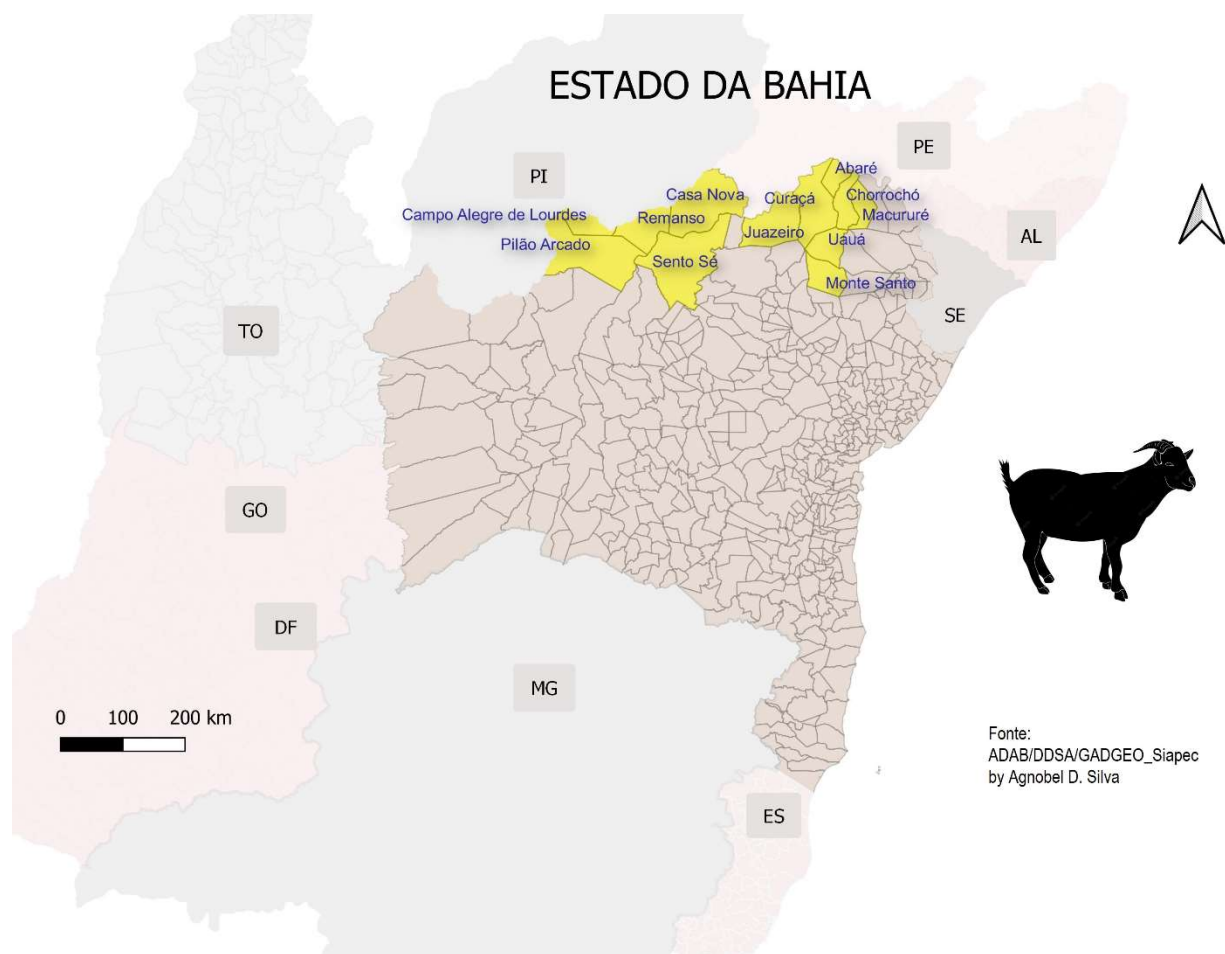 ESTADO DA BAHIA
PE
Abaré
PI
Casa Nova
Curaçá
Chorrochó
Campo Alegre de Lourdes
Remanso
Macururé
Juazeiro
Uauá
AL
Pilão Arcado
Sento Sé
Monte Santo
TO
SE
GO
DF
MG
0 100 200 km
Fonte:
ADAB/DDSA/GADGEO_Siapec
by Agnobel D. Silva
ES